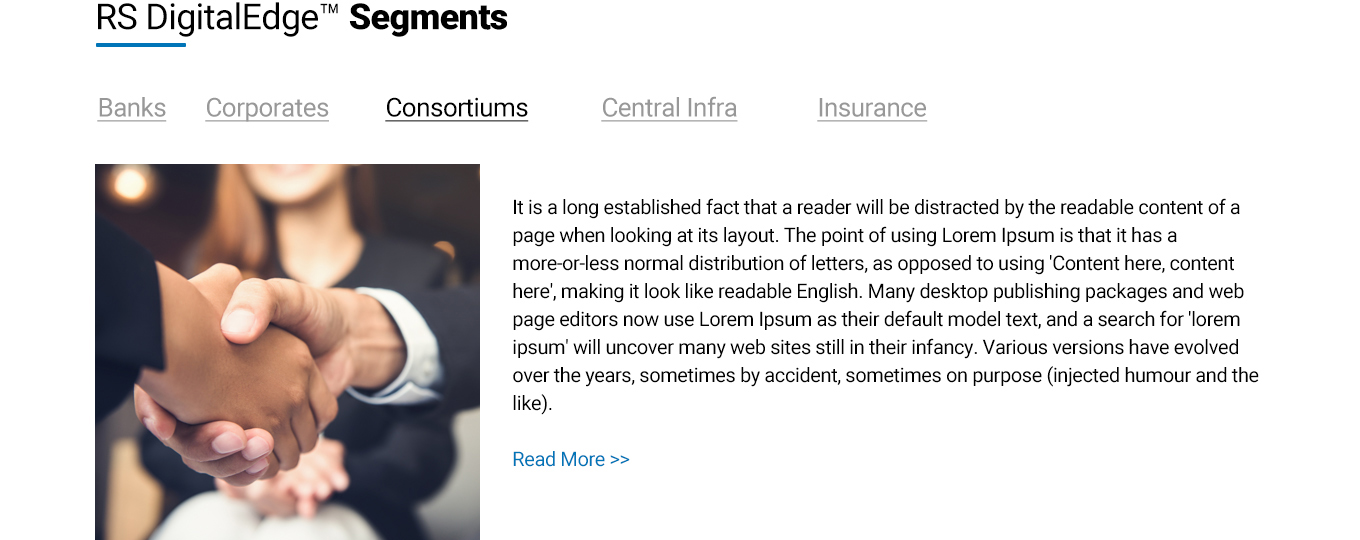 RS DigitalEdge™ Segments
Banks Corporates Consortiums Central Infra Insurance
It is a long established fact that a reader will be distracted by the readable content of a
page when looking at its layout. The point of using Lorem Ipsum is that it has a
more-or-less normal distribution of letters, as opposed to using 'Content here, content
here', making it look like readable English. Many desktop publishing packages and web
page editors now use Lorem Ipsum as their default model text, and a search for 'lorem
ipsum' will uncover many web sites still in their infancy. Various versions have evolved
over the years, sometimes by accident, sometimes on purpose (injected humour and the
like).
Read More >>